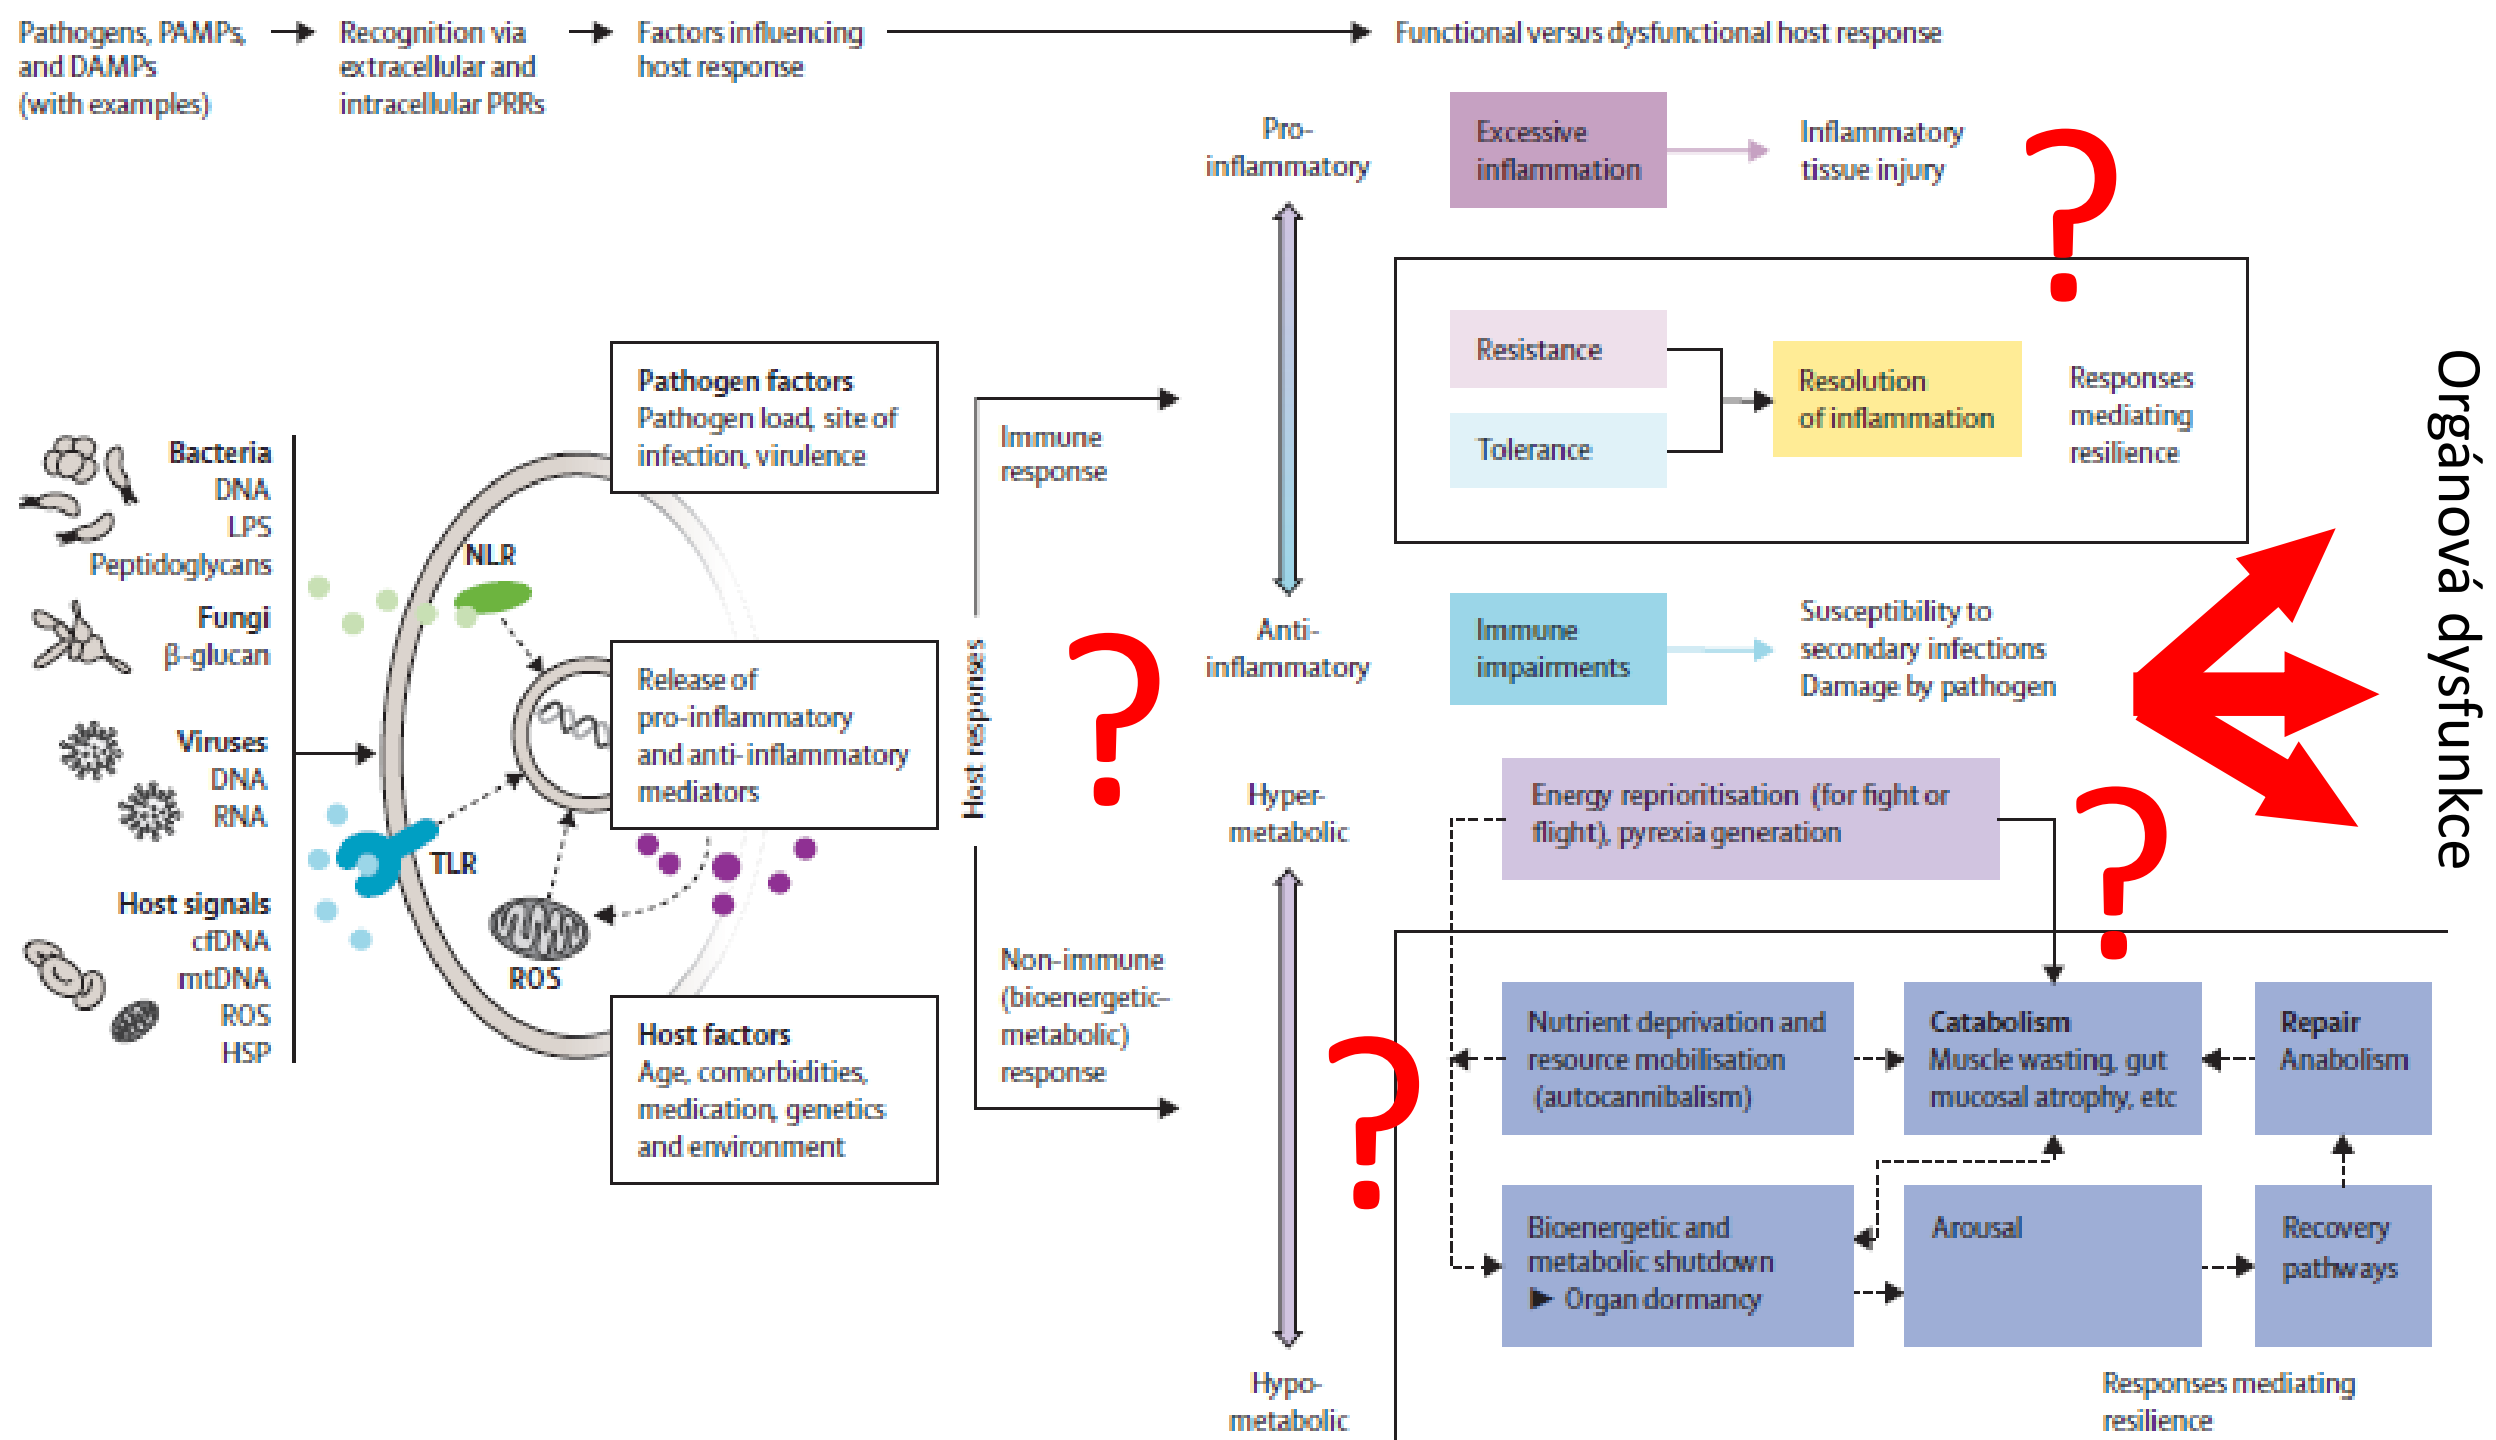 Pathogens, PAMPs,
and DAMPs
(with examples)
Recognition via
extracellular and
intracellular PRRs
Factors influencing
host response
Functional versus dysfunctional host response
Bacteria
DNA
LPS
Peptidoglycans
Fungi
β-glucan
Viruses
DNA
RNA
Host signals
cfDNA
mtDNA
ROS
HSP
NLR
TLR
ROS
Pathogen factors
Pathogen load, site of
infection, virulence
Release of
pro-inflammatory
and anti-inflammatory
mediators
Host factors
Age, comorbidities,
medication, genetics
and environment
Host responses
Immune
response
?
Non-immune
(bioenergetic-
metabolic)
response
Pro-
inflammatory
Anti-
inflammatory
Hyper-
metabolic
Hypo-
metabolic
?
Excessive
inflammation
Inflammatory
tissue injury
?
Resistance
Tolerance
Resolution
of inflammation
Responses
mediating
resilience
Immune
impairments
Susceptibility to
secondary infections
Damage by pathogen
Energy reprioritisation (for fight or
flight), pyrexia generation
?
Nutrient deprivation and
resource mobilisation
(autocannibalism)
Catabolism
Muscle wasting, gut
mucosal atrophy, etc
Repair
Anabolism
Bioenergetic and
metabolic shutdown
► Organ dormancy
Arousal
Recovery
pathways
Responses mediating
resilience
Orgánová dysfunkce